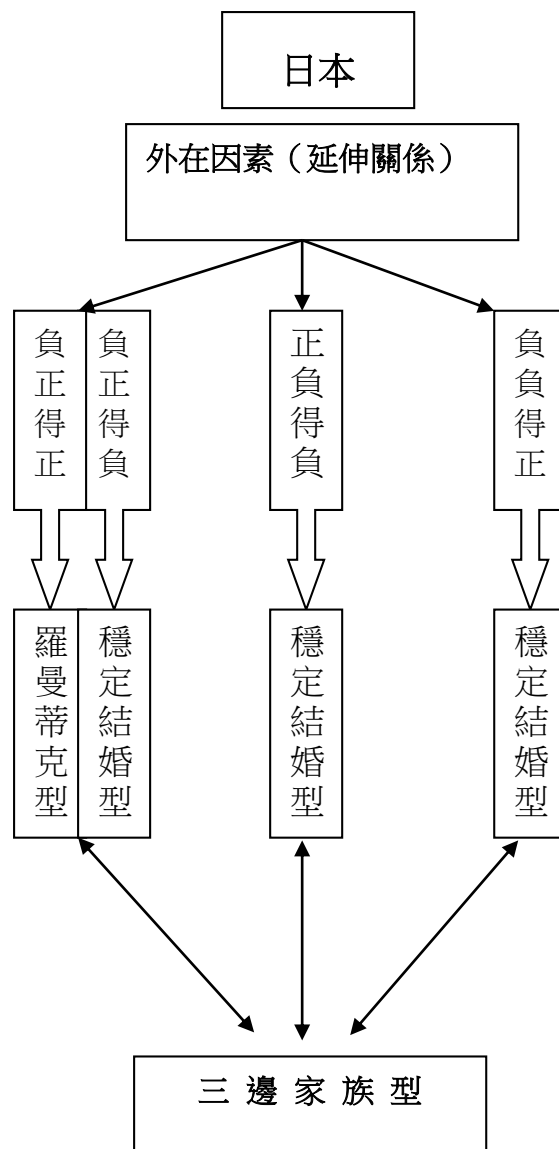 日本
外在因素（延伸關係）
負正得正
負正得負
正負得負
負負得正
羅曼蒂克型
穩定結婚型
穩定結婚型
穩定結婚型
三邊家族型